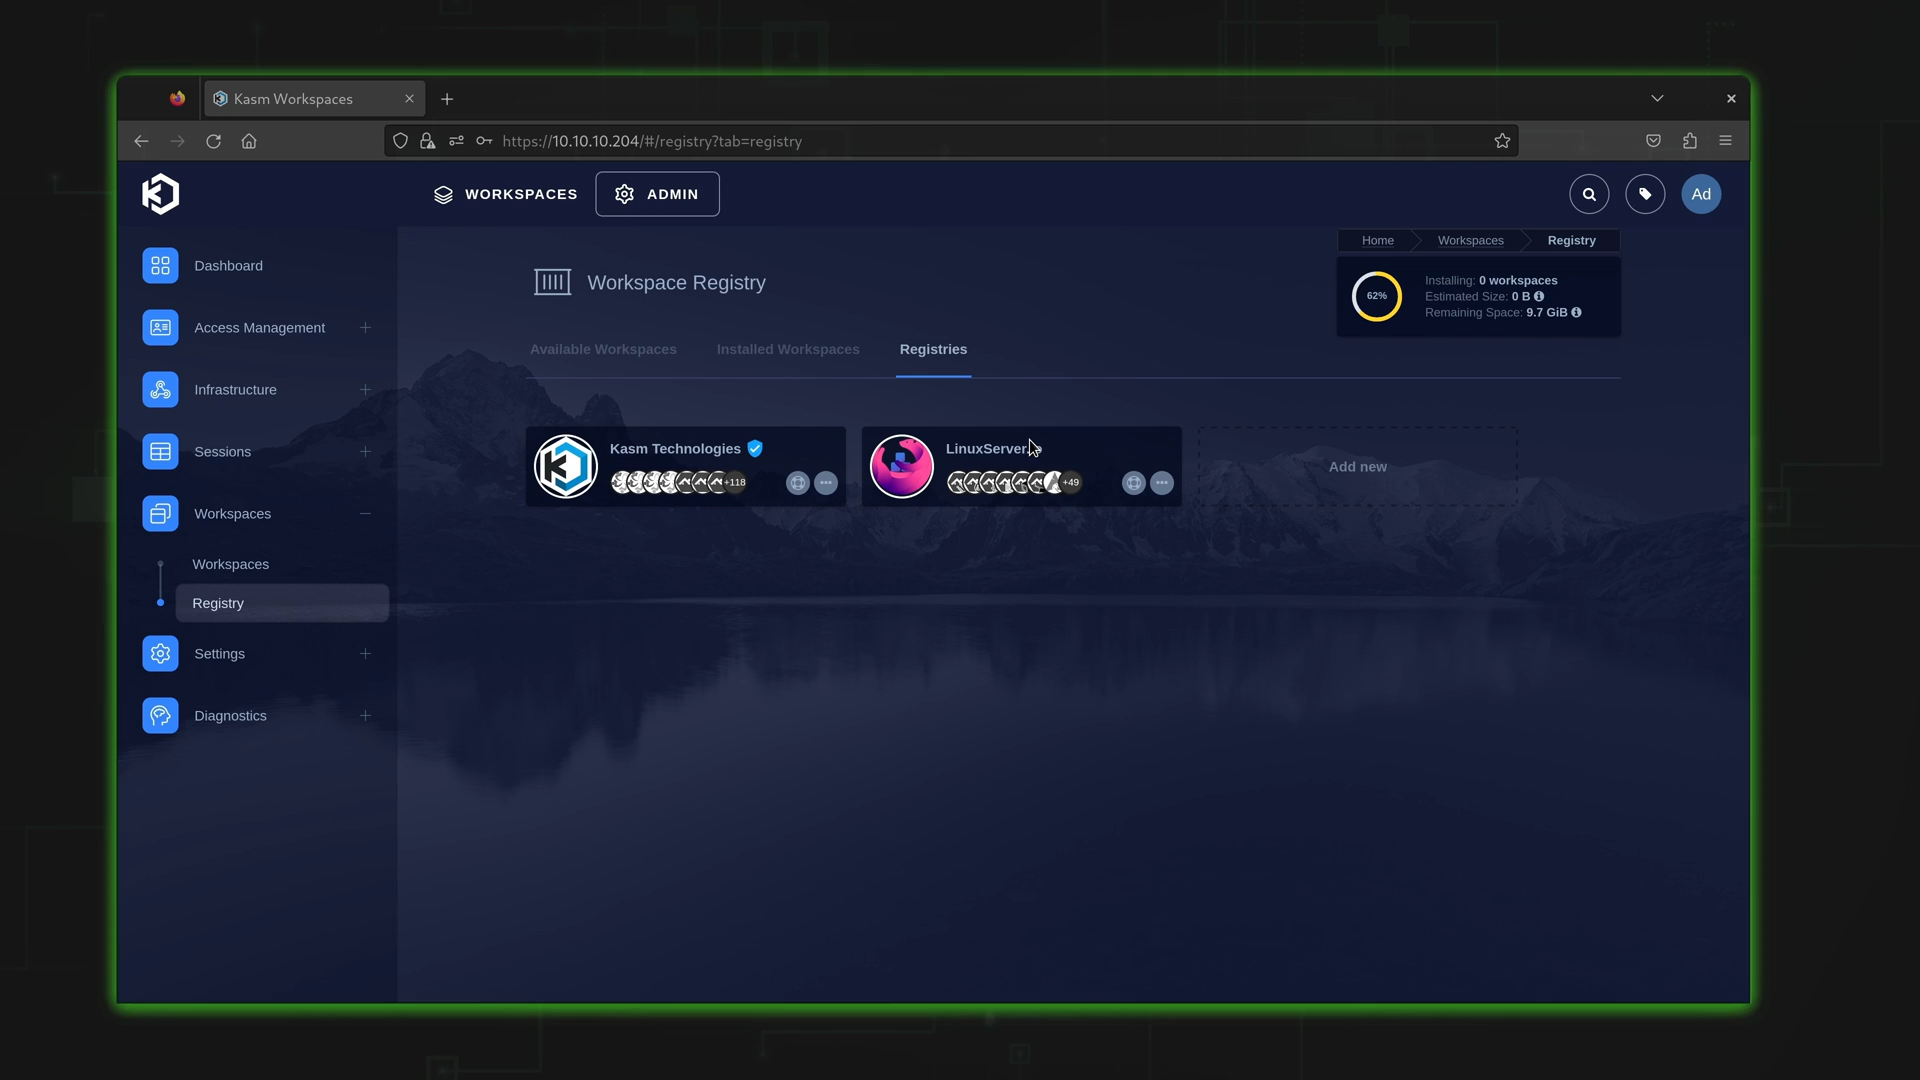 Kasm Workspaces
https://10.10.10.204/#/registry?tab=registry
WORKSPACES
ADMIN
Ad
Dashboard
Access Management
Infrastructure
Sessions
Workspaces
Workspaces
Registry
Settings
Diagnostics
Home
Workspaces
Registry
62%
Installing: 0 workspaces
Estimated Size: 0 B
Remaining Space: 9.7 GiB
Workspace Registry
Available Workspaces
Installed Workspaces
Registries
Kasm Technologies
+118
LinuxServer
+49
Add new